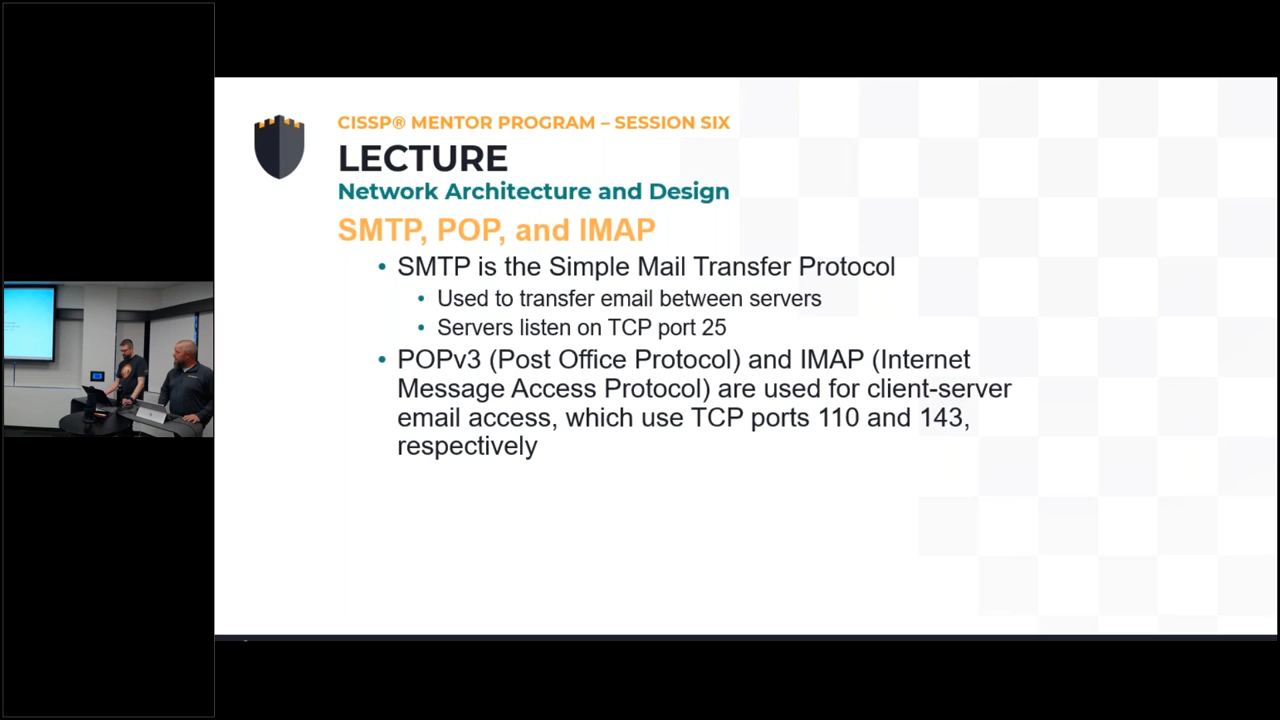 CISSP® MENTOR PROGRAM – SESSION SIX
LECTURE
Network Architecture and Design
SMTP, POP, and IMAP
• SMTP is the Simple Mail Transfer Protocol
• Used to transfer email between servers
• Servers listen on TCP port 25
• POPv3 (Post Office Protocol) and IMAP (Internet
Message Access Protocol) are used for client-server
email access, which use TCP ports 110 and 143,
respectively